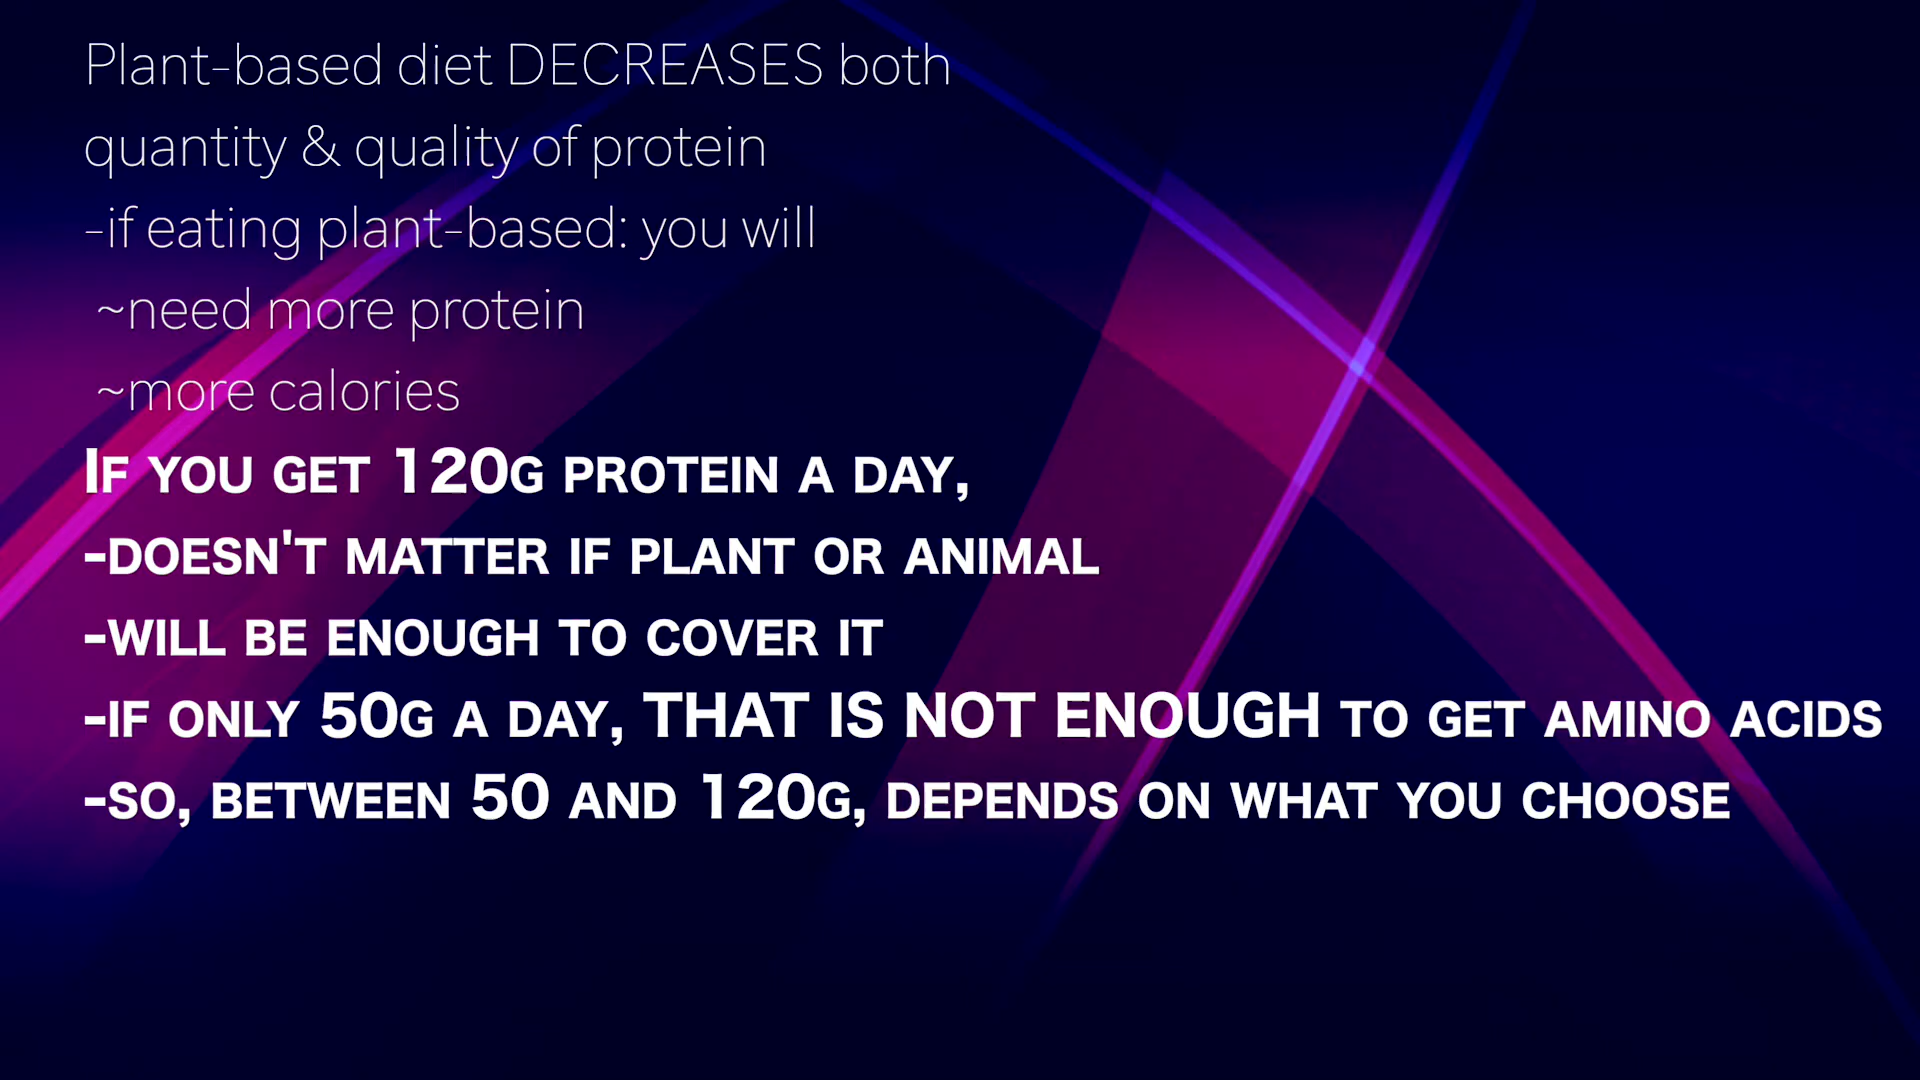 Plant-based diet DECREASES both
quantity & quality of protein
-if eating plant-based: you will
~need more protein
~more calories
If you get 120g protein a day,
-doesn't matter if plant or animal
-will be enough to cover it
-if only 50g a day, THAT IS NOT ENOUGH to get amino acids
-so, between 50 and 120g, depends on what you choose